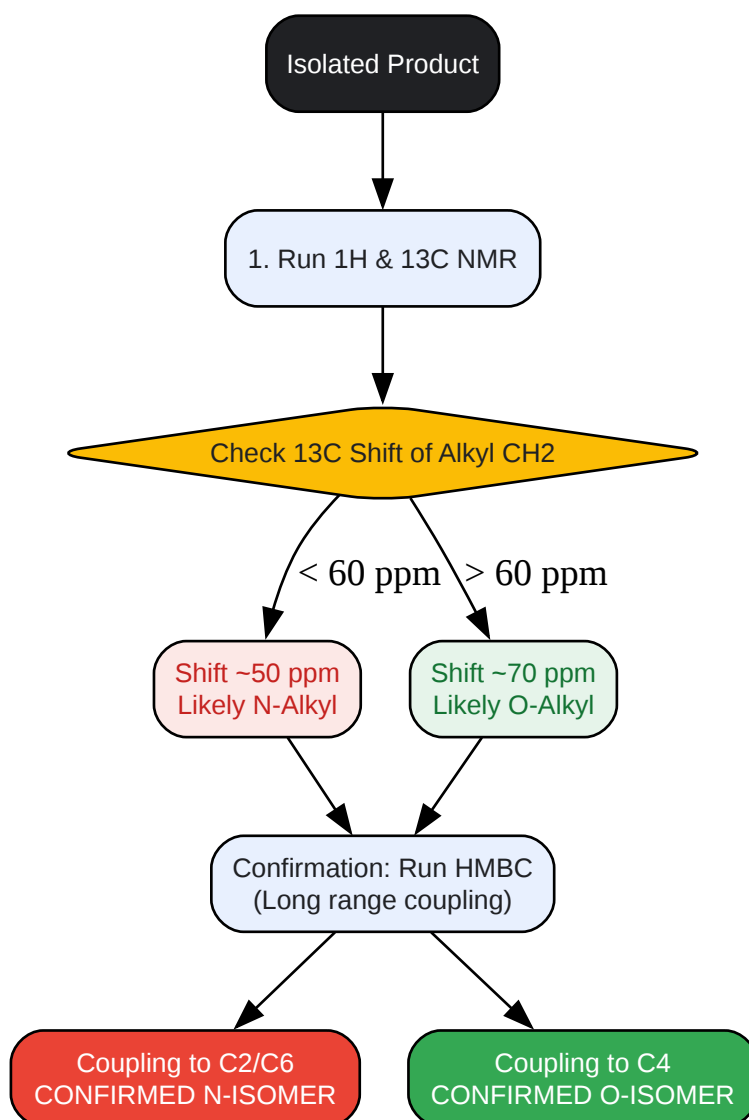 Isolated Product
1. Run 1H & 13C NMR
Check 13C Shift of Alkyl CH2
< 60 ppm
> 60 ppm
Shift ~50 ppm
Likely N-Alkyl
Shift ~70 ppm
Likely O-Alkyl
Confirmation: Run HMBC
(Long range coupling)
Coupling to C2/C6
CONFIRMED N-ISOMER
Coupling to C4
CONFIRMED O-ISOMER